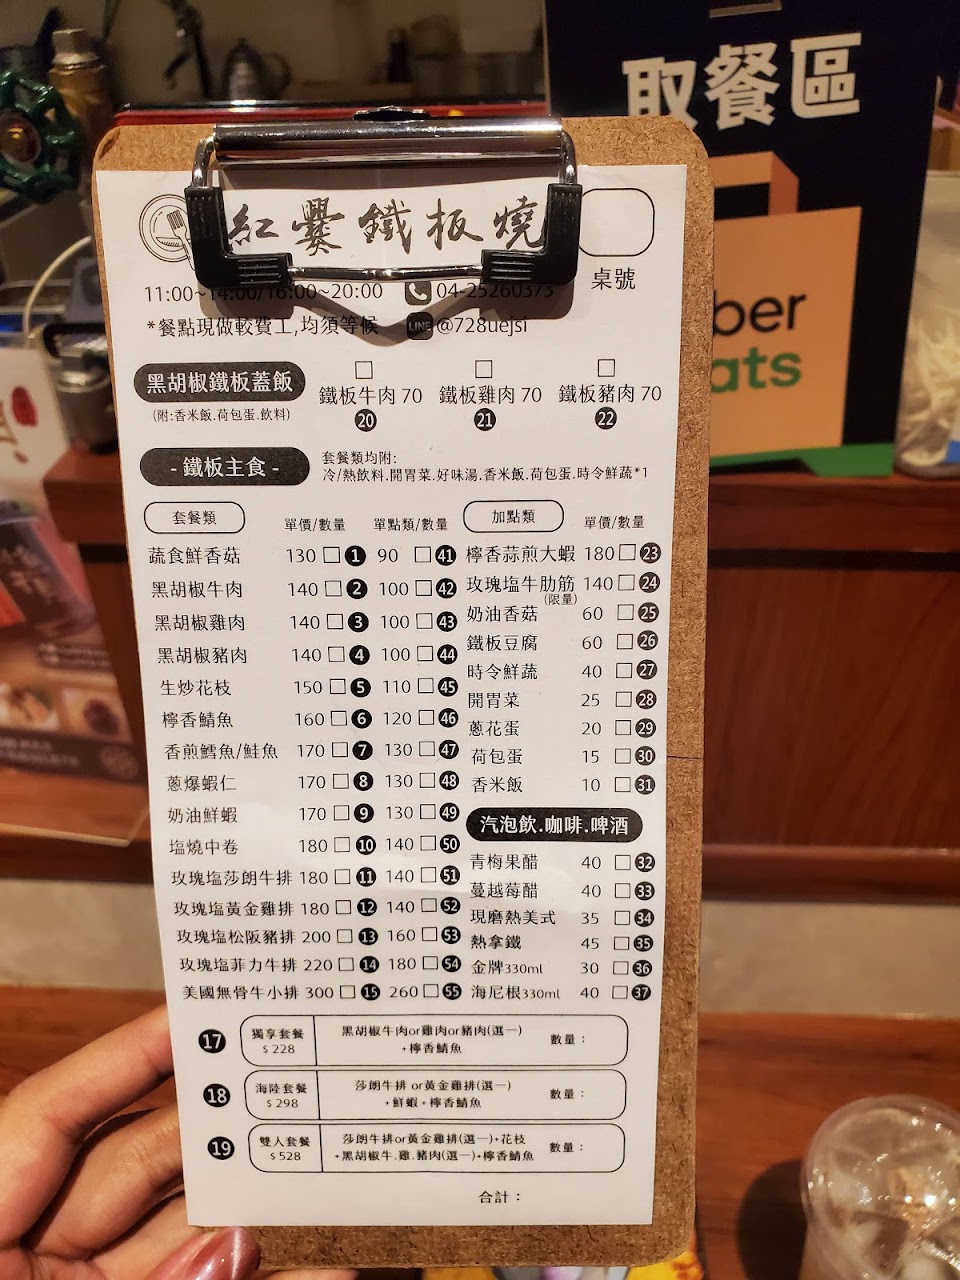 取餐區
ber
ats
紅爨鐵板燒
桌號
11:00~14:00/16:00~20:00 04-25260373
*餐點現做較費工,均須等候 LINE @728uejsi
黑胡椒鐵板蓋飯
(附:香米飯.荷包蛋.飲料)
鐵板牛肉 70 鐵板雞肉 70 鐵板豬肉 70
20 21 22
- 鐵板主食 -
套餐類均附:
冷/熱飲料.開胃菜.好味湯.香米飯.荷包蛋.時令鮮蔬*1
套餐類 單價/數量 單點類/數量
蔬食鮮香菇 130 □ 1 90 □ 41
黑胡椒牛肉 140 □ 2 100 □ 42
黑胡椒雞肉 140 □ 3 100 □ 43
黑胡椒豬肉 140 □ 4 100 □ 44
生炒花枝 150 □ 5 110 □ 45
檸香鯖魚 160 □ 6 120 □ 46
香煎鱈魚/鮭魚 170 □ 7 130 □ 47
蔥爆蝦仁 170 □ 8 130 □ 48
奶油鮮蝦 170 □ 9 130 □ 49
塩燒中卷 180 □ 10 140 □ 50
玫瑰塩莎朗牛排 180 □ 11 140 □ 51
玫瑰塩黃金雞排 180 □ 12 140 □ 52
玫瑰塩松阪豬排 200 □ 13 160 □ 53
玫瑰塩菲力牛排 220 □ 14 180 □ 54
美國無骨牛小排 300 □ 15 260 □ 55
加點類 單價/數量
檸香蒜煎大蝦 180 □ 23
玫瑰塩牛肋筋 140 □ 24
(限量)
奶油香菇 60 □ 25
鐵板豆腐 60 □ 26
時令鮮蔬 40 □ 27
開胃菜 25 □ 28
蔥花蛋 20 □ 29
荷包蛋 15 □ 30
香米飯 10 □ 31
汽泡飲.咖啡.啤酒
青梅果醋 40 □ 32
蔓越莓醋 40 □ 33
現磨熱美式 35 □ 34
熱拿鐵 45 □ 35
金牌330ml 30 □ 36
海尼根330ml 40 □ 37
17 獨享套餐 黑胡椒牛肉or雞肉or豬肉(選一) 數量：
$ 228 +檸香鯖魚
18 海陸套餐 莎朗牛排 or黃金雞排(選一) 數量：
$ 298 +鮮蝦+檸香鯖魚
19 雙人套餐 莎朗牛排or黃金雞排(選一)+花枝 數量：
$ 528 +黑胡椒牛.雞.豬肉(選一)+檸香鯖魚
合計：